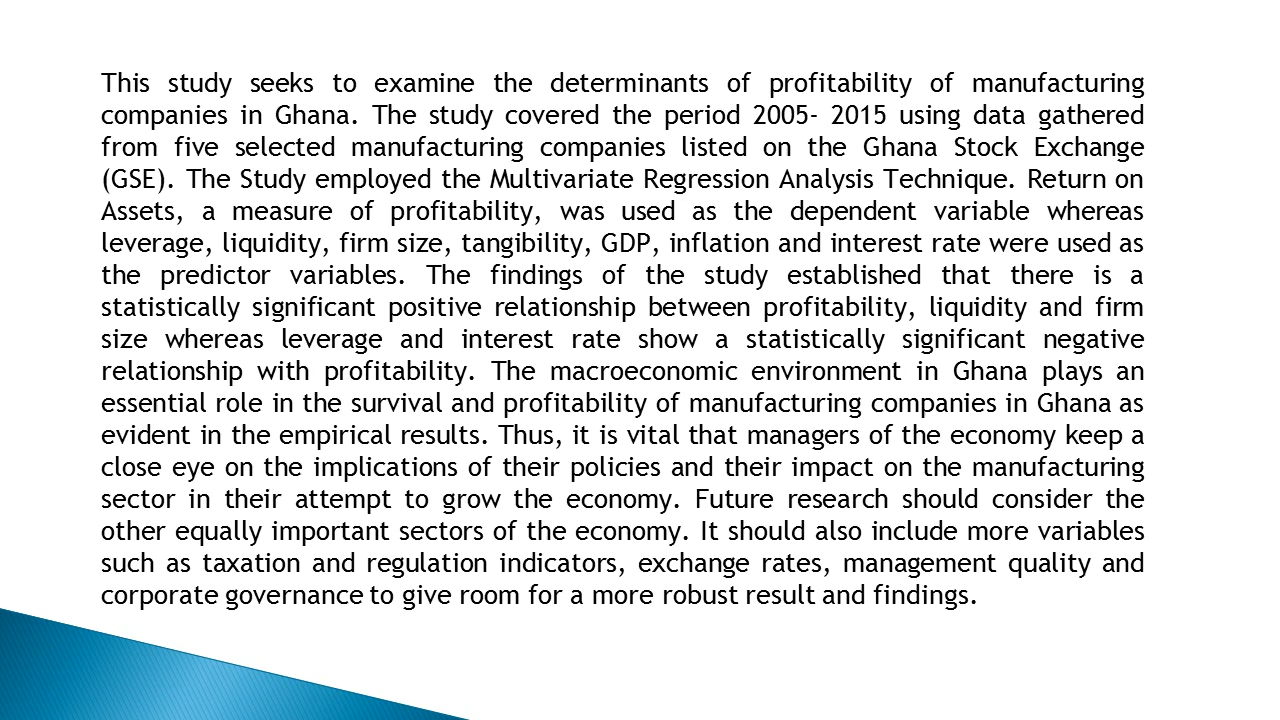 This study seeks to examine the determinants of profitability of manufacturing
companies in Ghana. The study covered the period 2005- 2015 using data gathered
from five selected manufacturing companies listed on the Ghana Stock Exchange
(GSE). The Study employed the Multivariate Regression Analysis Technique. Return on
Assets, a measure of profitability, was used as the dependent variable whereas
leverage, liquidity, firm size, tangibility, GDP, inflation and interest rate were used as
the predictor variables. The findings of the study established that there is a
statistically significant positive relationship between profitability, liquidity and firm
size whereas leverage and interest rate show a statistically significant negative
relationship with profitability. The macroeconomic environment in Ghana plays an
essential role in the survival and profitability of manufacturing companies in Ghana as
evident in the empirical results. Thus, it is vital that managers of the economy keep a
close eye on the implications of their policies and their impact on the manufacturing
sector in their attempt to grow the economy. Future research should consider the
other equally important sectors of the economy. It should also include more variables
such as taxation and regulation indicators, exchange rates, management quality and
corporate governance to give room for a more robust result and findings.